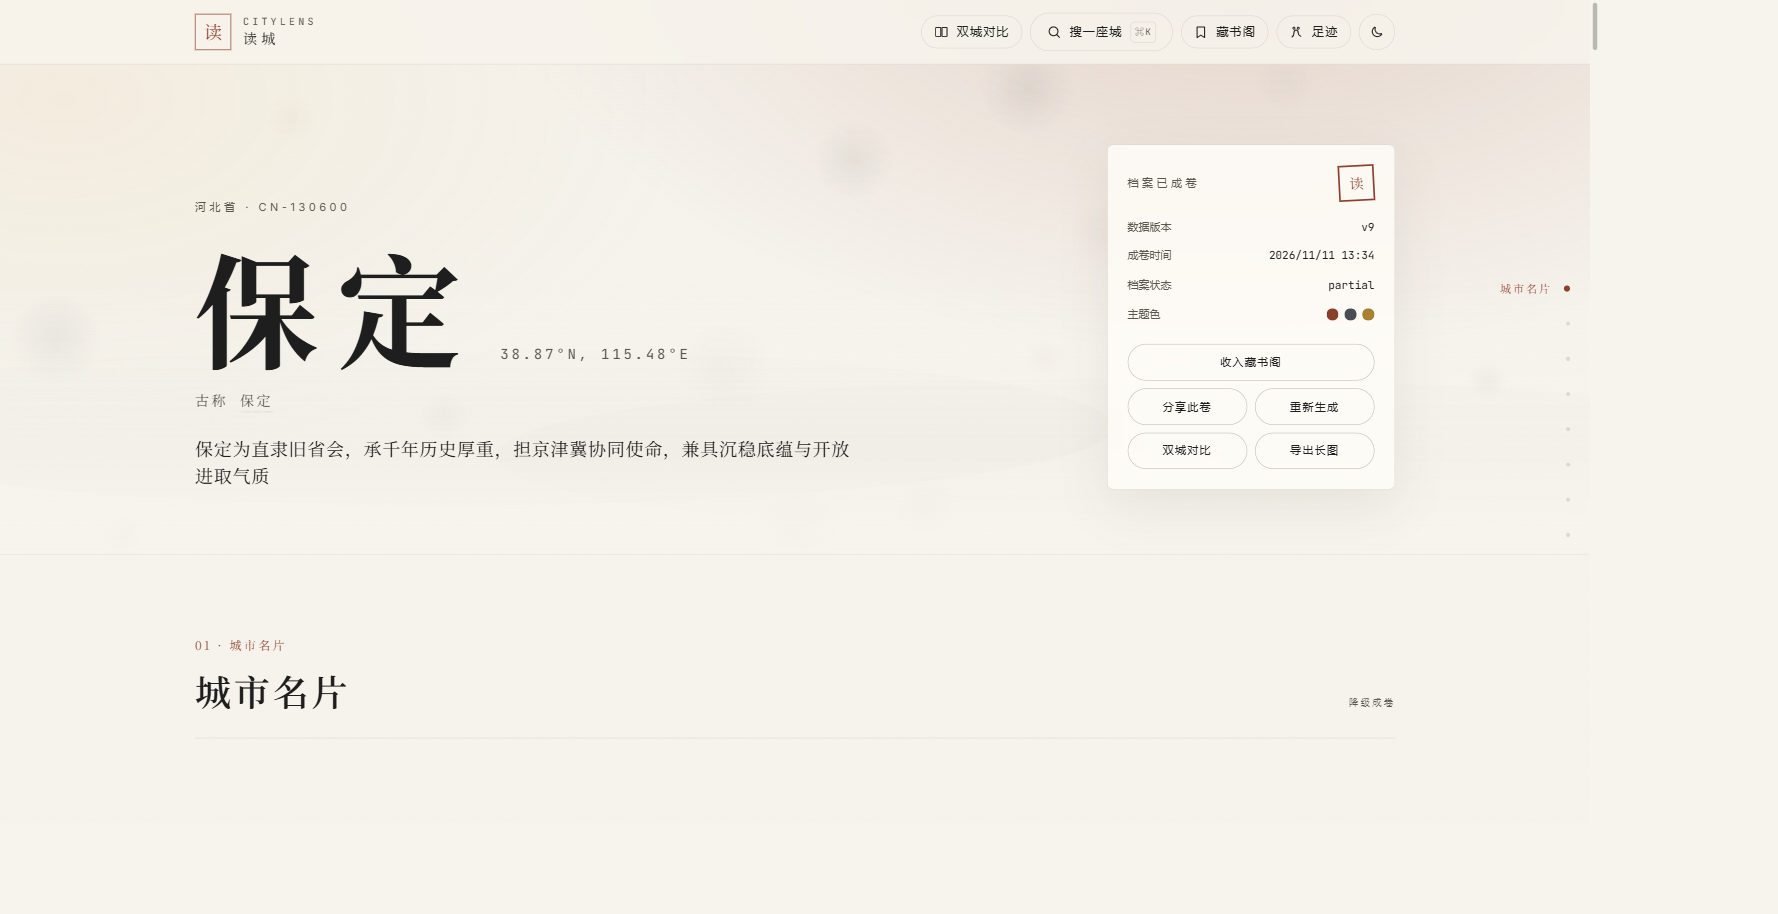 读
CITYLENS
读城
双城对比
搜一座城 ⌘K
藏书阁
足迹
河北省 · CN-130600
保定
38.87°N, 115.48°E
古称 保定
保定为直隶旧省会，承千年历史厚重，担京津冀协同使命，兼具沉稳底蕴与开放
进取气质
档案已成卷
读
数据版本 v9
成卷时间 2026/11/11 13:34
档案状态 partial
主题色
收入藏书阁
分享此卷 重新生成
双城对比 导出长图
城市名片
01 · 城市名片
城市名片
降级成卷